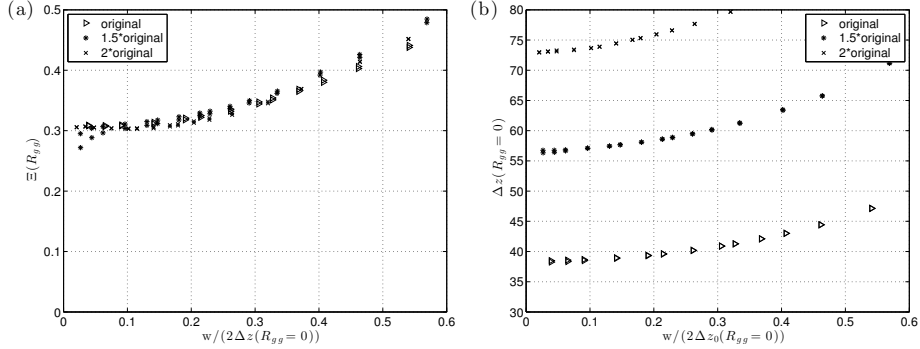 (a)
0.5
0.4
0.3
0.2
0.1
0
Ξ(R_gg)
0 0.1 0.2 0.3 0.4 0.5 0.6
w/(2Δz(R_gg = 0))
original
1.5*original
2*original
(b)
80
75
70
65
60
55
50
45
40
35
30
Δz(R_gg = 0)
0 0.1 0.2 0.3 0.4 0.5 0.6
w/(2Δz_0(R_gg = 0))
original
1.5*original
2*original